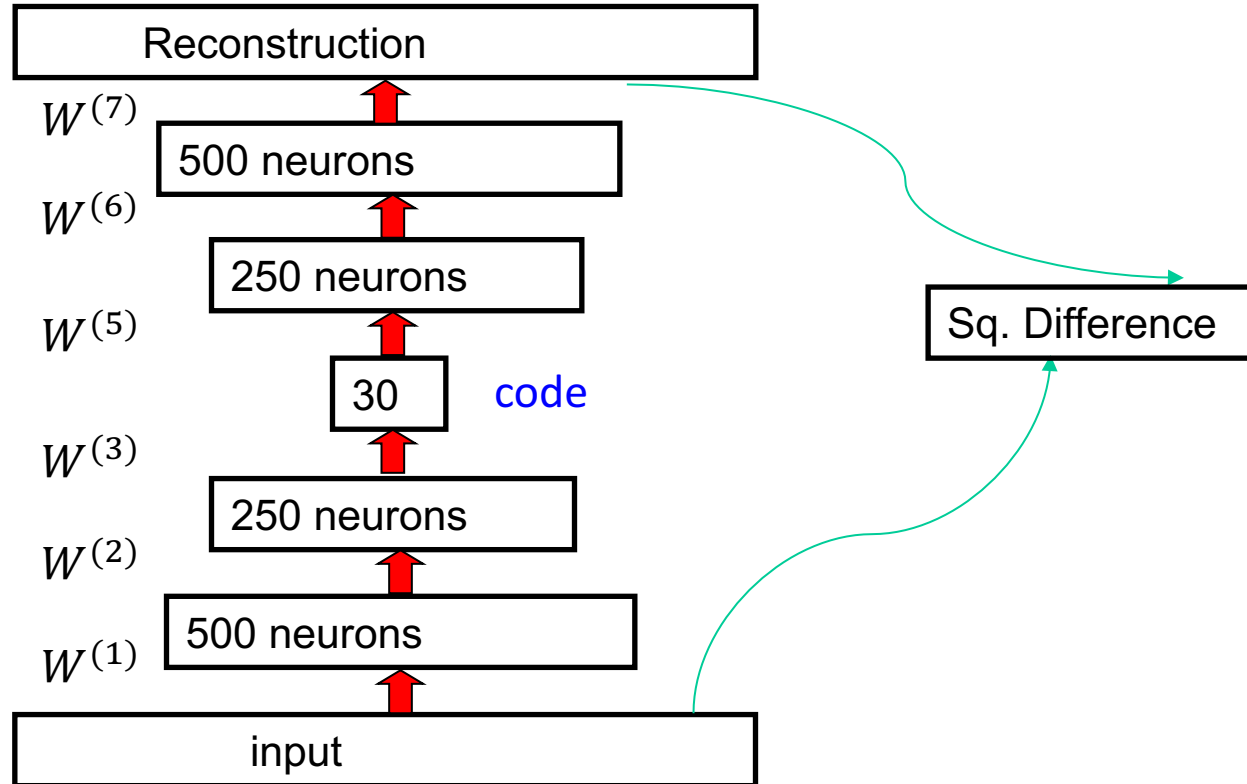 Reconstruction
W^(7)
500 neurons
W^(6)
250 neurons
W^(5)
Sq. Difference
30
code
W^(3)
250 neurons
W^(2)
500 neurons
W^(1)
input